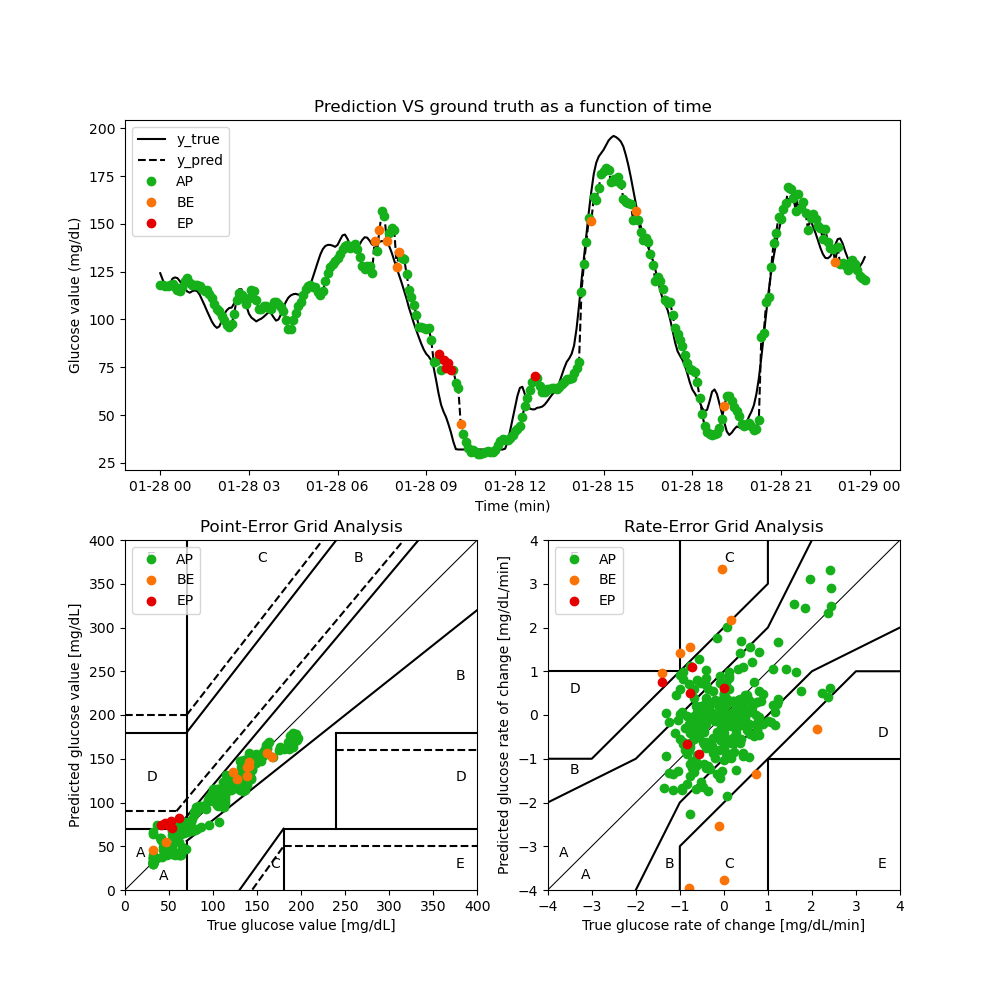 Prediction VS ground truth as a function of time
Glucose value (mg/dL)
200
175
150
125
100
75
50
25
y_true
y_pred
AP
BE
EP
01-28 00 01-28 03 01-28 06 01-28 09 01-28 12 01-28 15 01-28 18 01-28 21 01-29 00
Time (min)
Point-Error Grid Analysis
Predicted glucose value [mg/dL]
400
350
300
250
200
150
100
50
0
AP
BE
EP
C B
B
D D
A
A
C E
0 50 100 150 200 250 300 350 400
True glucose value [mg/dL]
Rate-Error Grid Analysis
Predicted glucose rate of change [mg/dL/min]
4
3
2
1
0
−1
−2
−3
−4
AP
BE
EP
C
D
D
B
A
A
B C E
−4 −3 −2 −1 0 1 2 3 4
True glucose rate of change [mg/dL/min]